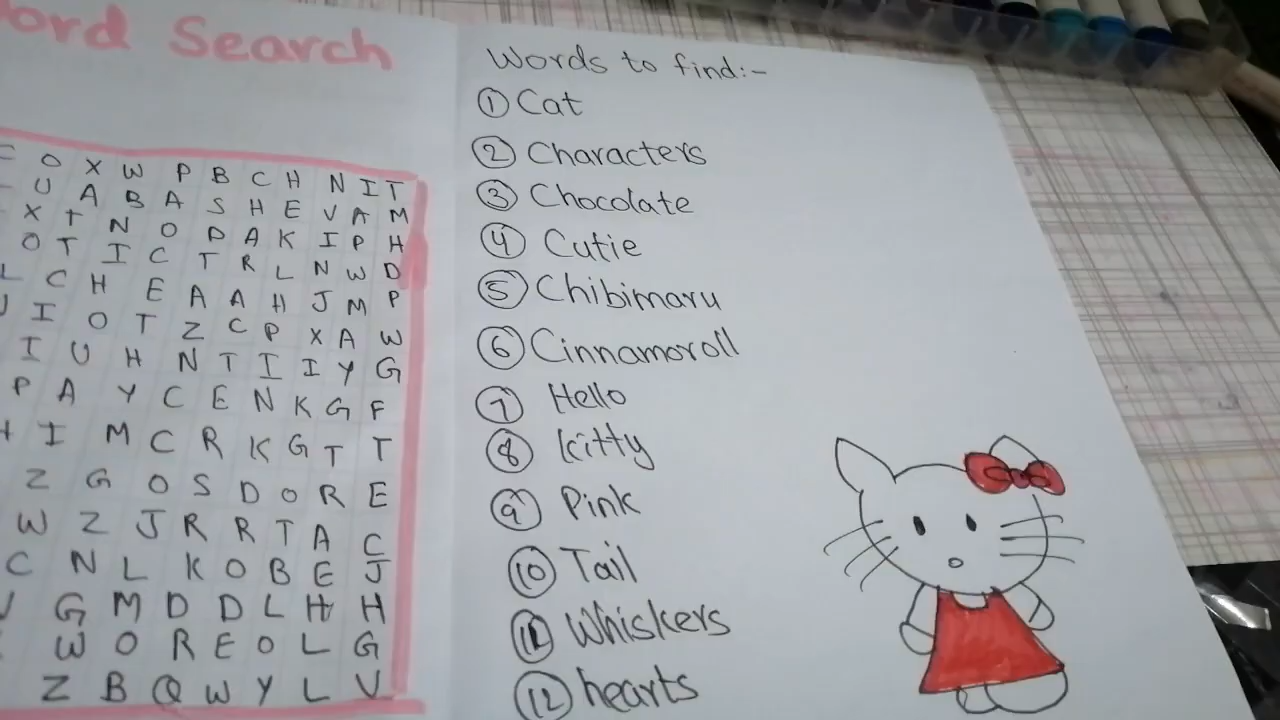 ord Search
O X W P B C H N I T
U A B A S H E V A M
X T N O D A K I P H
O T I C T R L N W D
L C H E A A H J M P
I O T Z C P X A W
I U H N T I I Y G
P A Y C E N K G F
I M C R K G T T
Z G O S D O R E
W Z J R R T A C
C N L K O B E J
G M D D L H H
W O R E O L G
Z B Q W Y L V
Words to find:-
① Cat
② Characters
③ Chocolate
④ Cutie
⑤ Chibimaru
⑥ Cinnamoroll
⑦ Hello
⑧ kitty
⑨ Pink
⑩ Tail
⑪ Whiskers
⑫ hearts